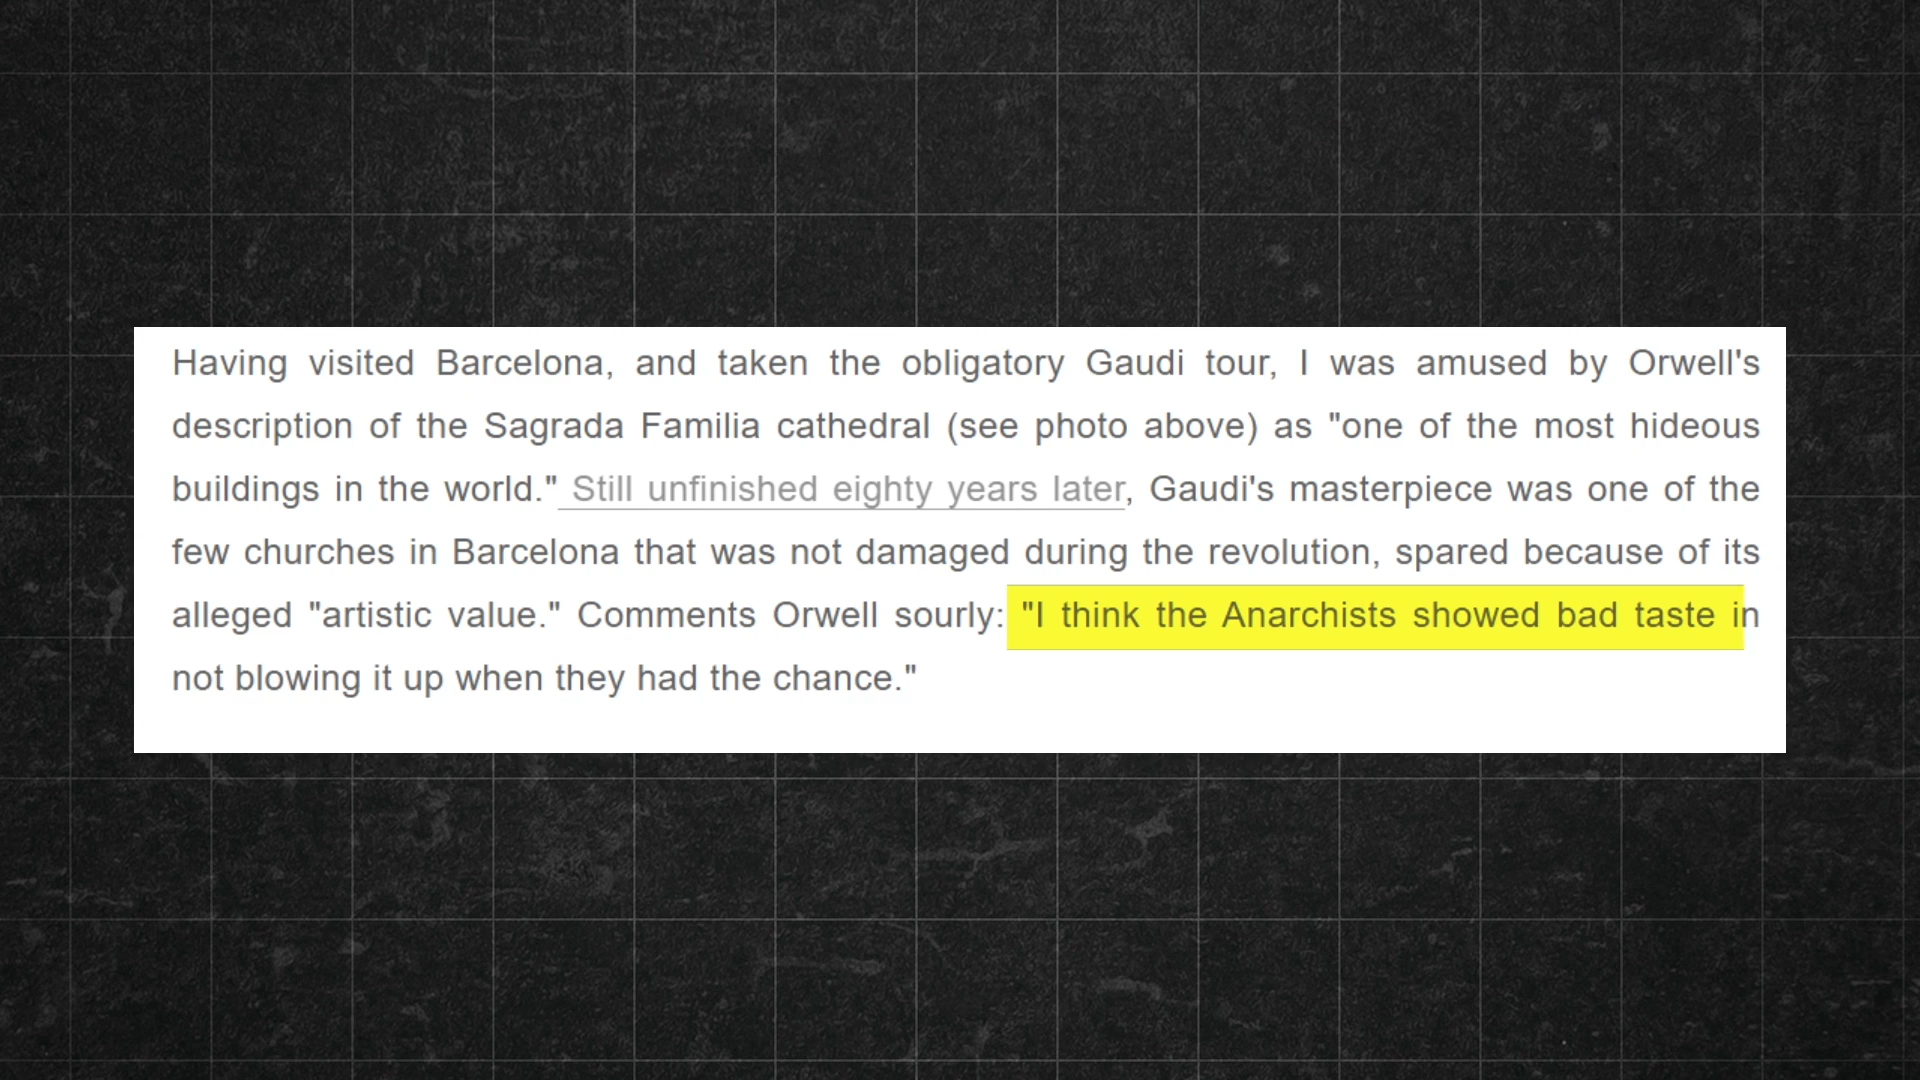 Having visited Barcelona, and taken the obligatory Gaudi tour, I was amused by Orwell's
description of the Sagrada Familia cathedral (see photo above) as "one of the most hideous
buildings in the world." Still unfinished eighty years later, Gaudi's masterpiece was one of the
few churches in Barcelona that was not damaged during the revolution, spared because of its
alleged "artistic value." Comments Orwell sourly: "I think the Anarchists showed bad taste in
not blowing it up when they had the chance."